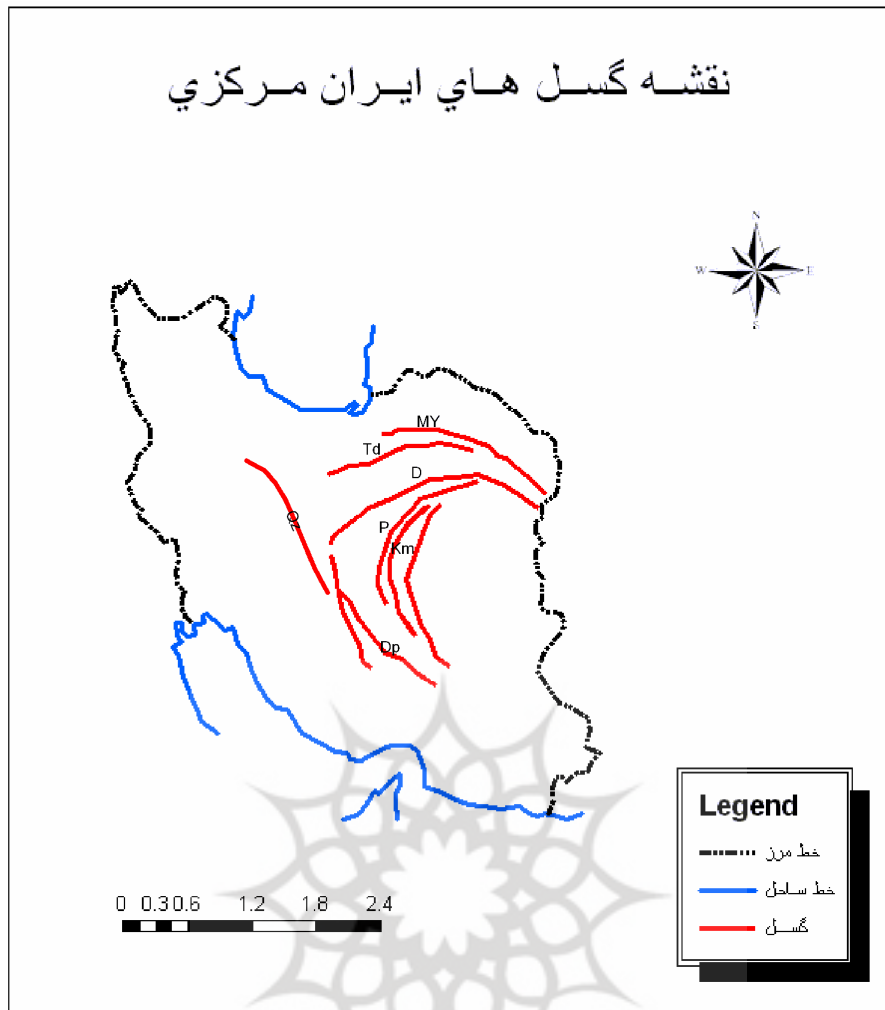 نقشه گسل هاي ايران مركزي
N
W E
S
MY
Td
D
QZ
P
Km
Dp
Legend
خط مرز
خط ساحل
گسل
0 0.3 0.6 1.2 1.8 2.4